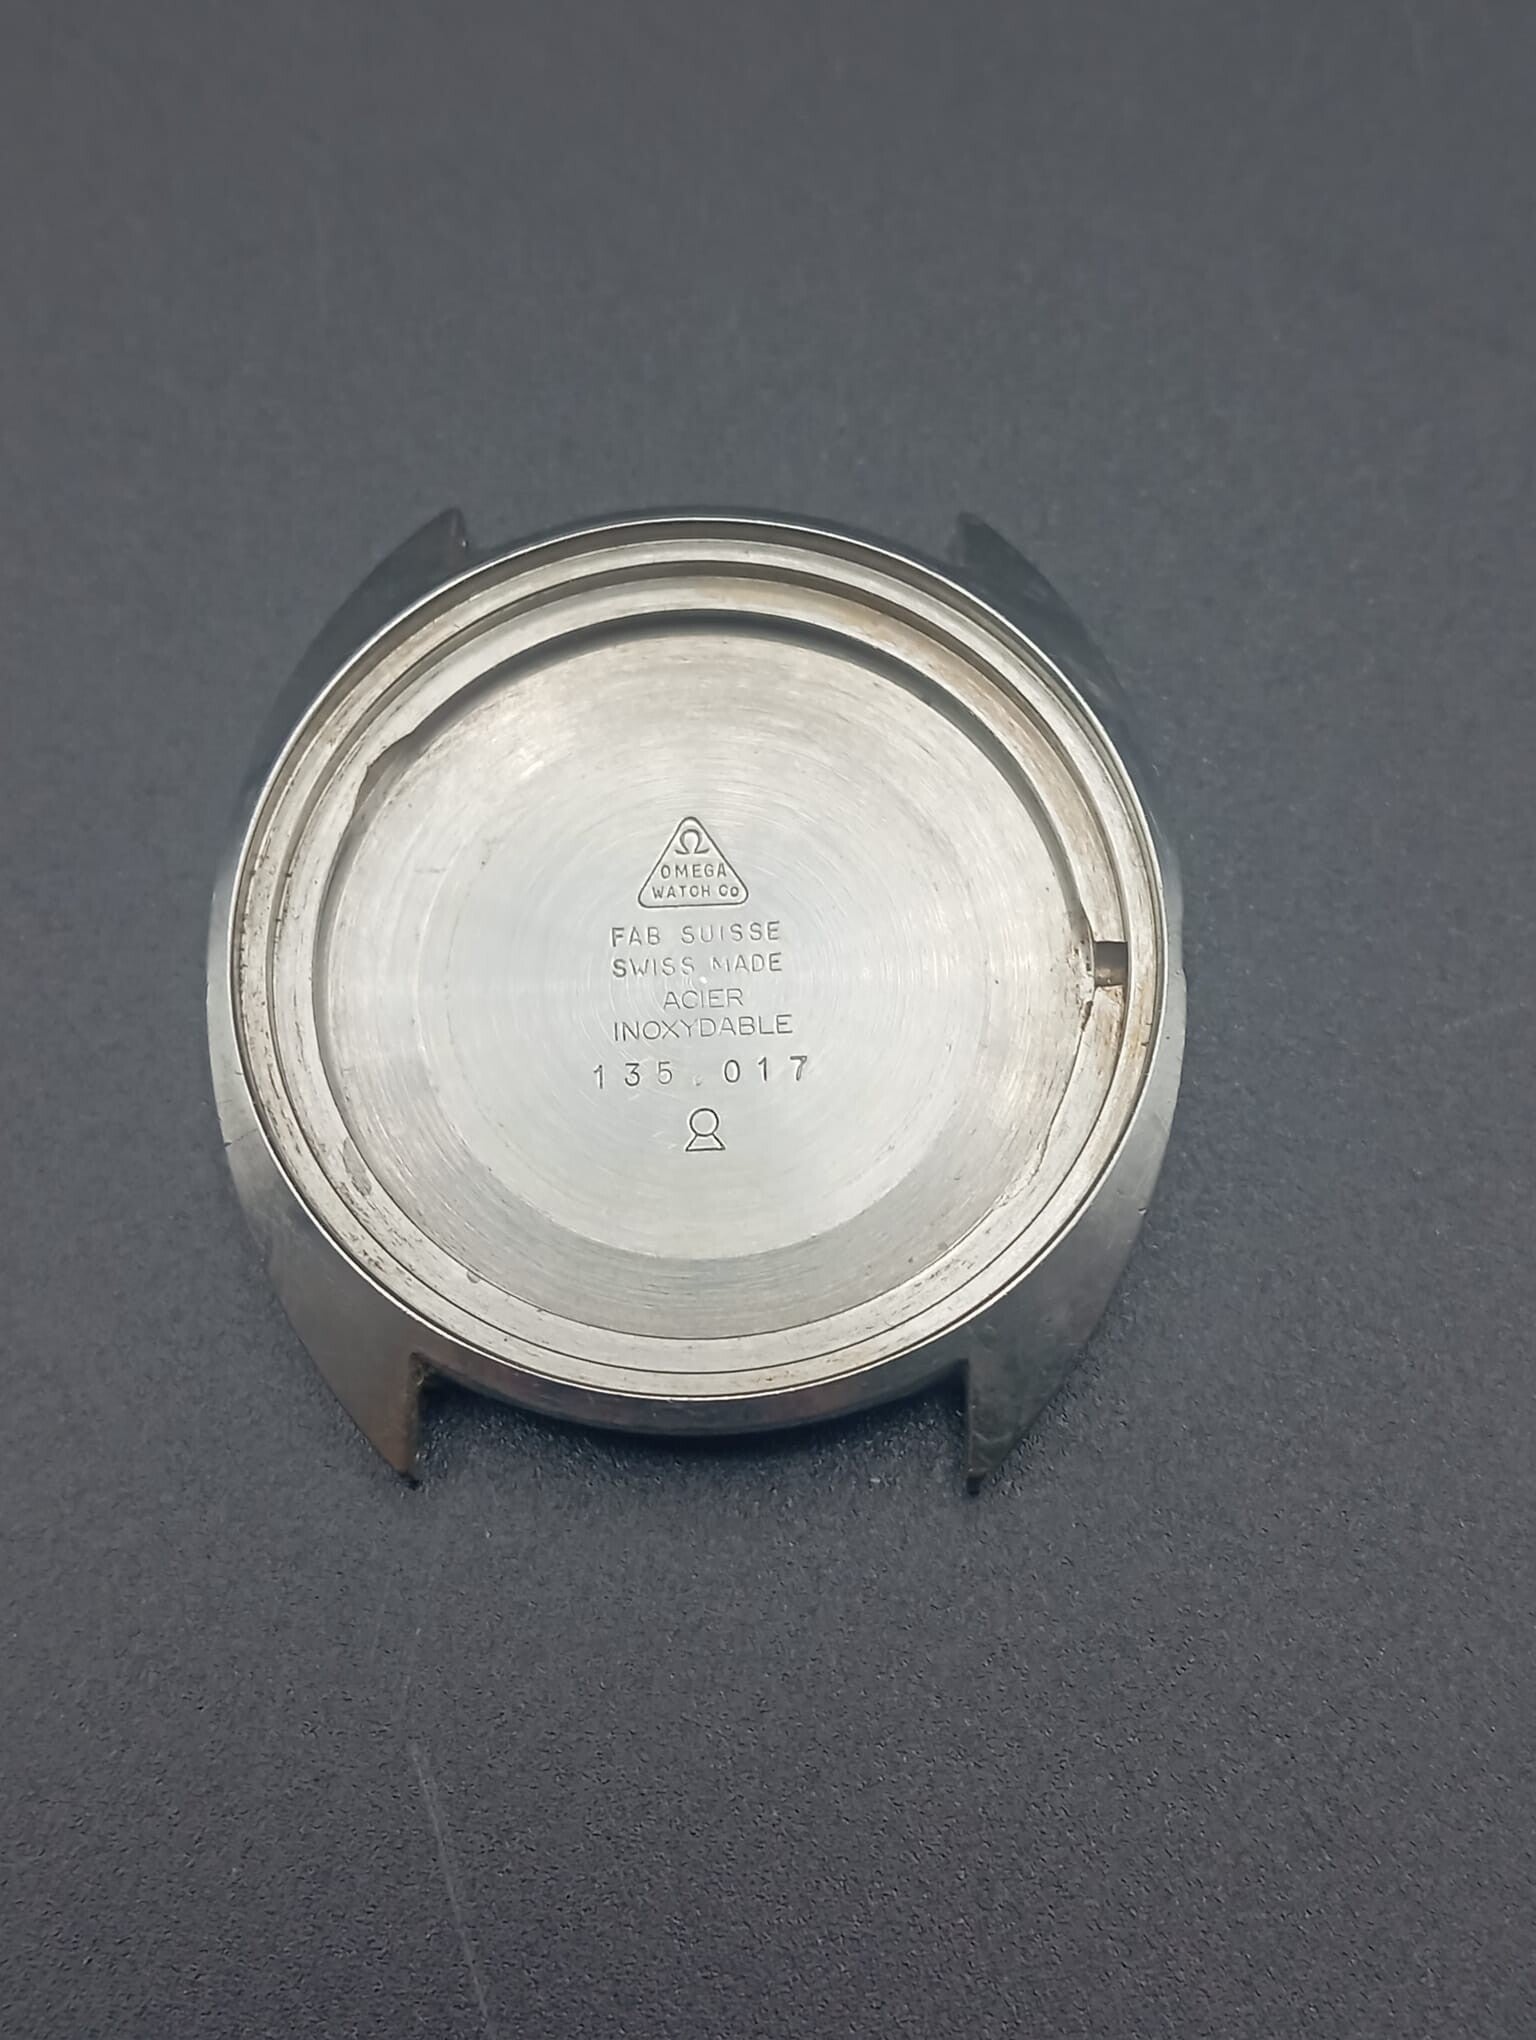 Ω
OMEGA
WATCH Co
FAB SUISSE
SWISS MADE
ACIER
INOXYDABLE
135.017